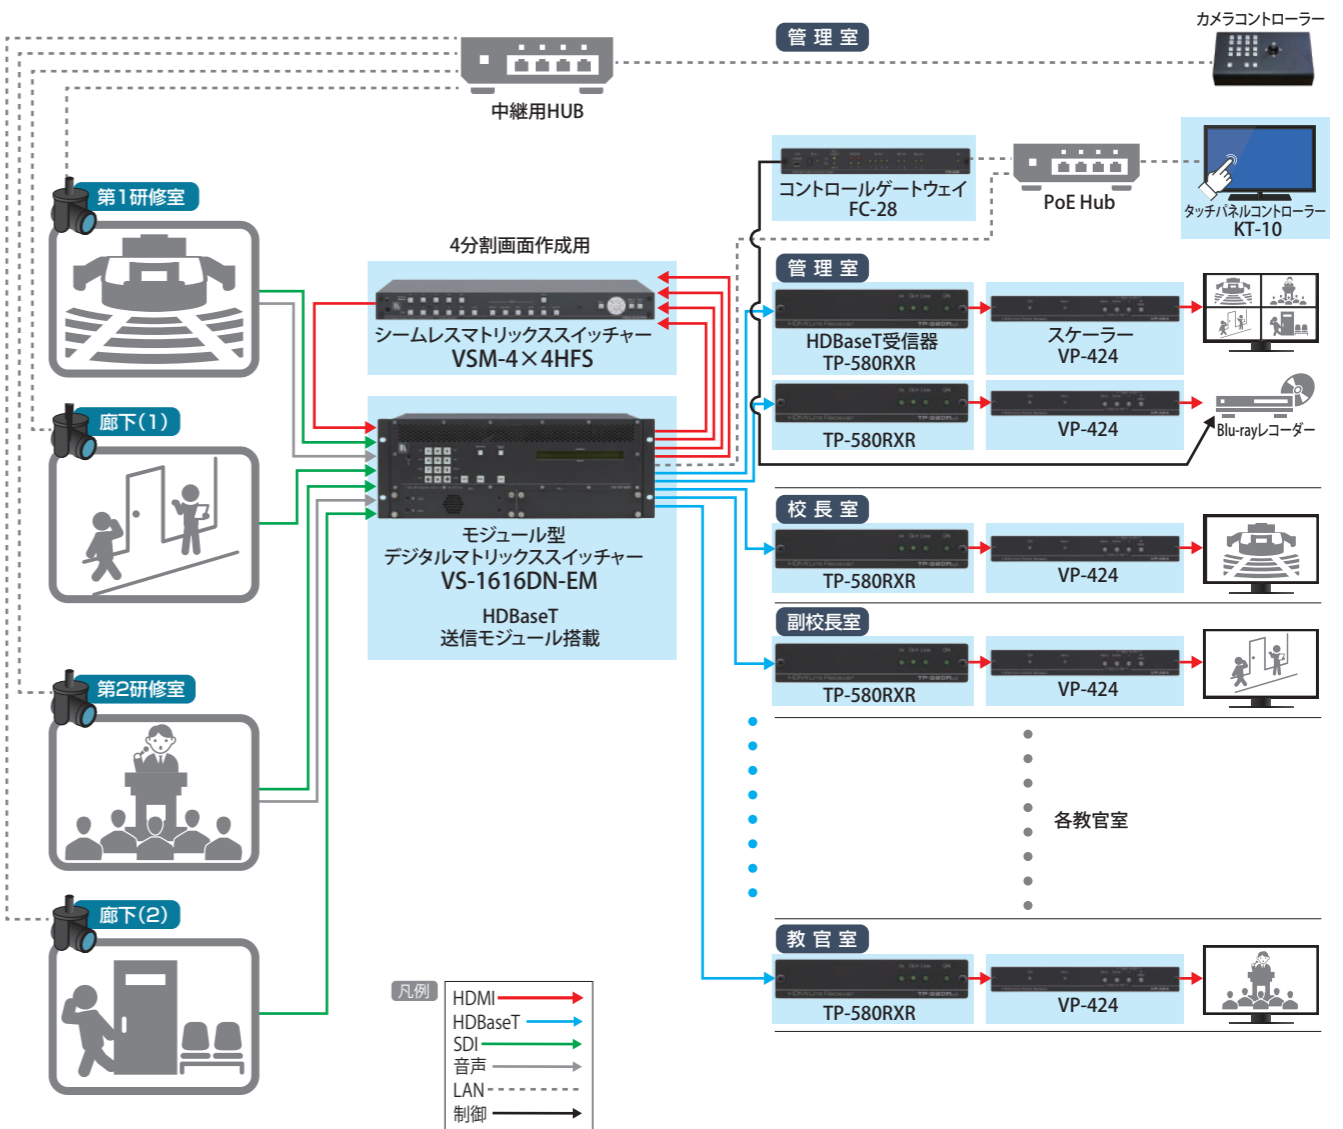 管理室
カメラコントローラー
中継用HUB
コントロールゲートウェイ
FC-28
PoE Hub
タッチパネルコントローラー
KT-10
第1研修室
4分割画面作成用
シームレスマトリックススイッチャー
VSM-4×4HFS
管理室
HDBaseT受信器
TP-580RXR
スケーラー
VP-424
廊下(1)
TP-580RXR
VP-424
Blu-rayレコーダー
モジュール型
デジタルマトリックススイッチャー
VS-1616DN-EM
HDBaseT
送信モジュール搭載
校長室
TP-580RXR
VP-424
副校長室
TP-580RXR
VP-424
第2研修室
各教官室
廊下(2)
教官室
TP-580RXR
VP-424
凡例
HDMI
HDBaseT
SDI
音声
LAN
制御